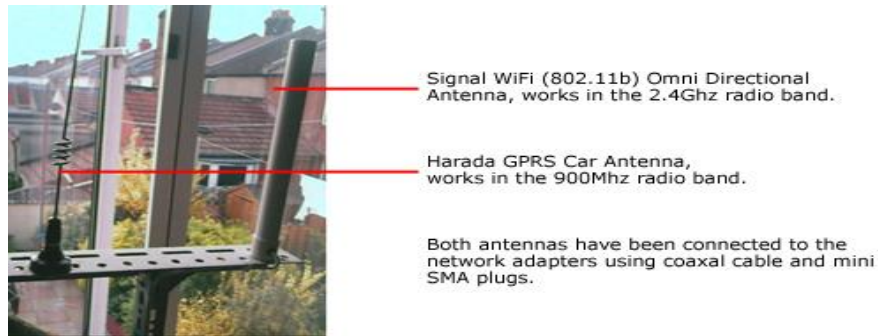 Signal WiFi (802.11b) Omni Directional
Antenna, works in the 2.4Ghz radio band.
Harada GPRS Car Antenna,
works in the 900Mhz radio band.
Both antennas have been connected to the
network adapters using coaxal cable and mini
SMA plugs.